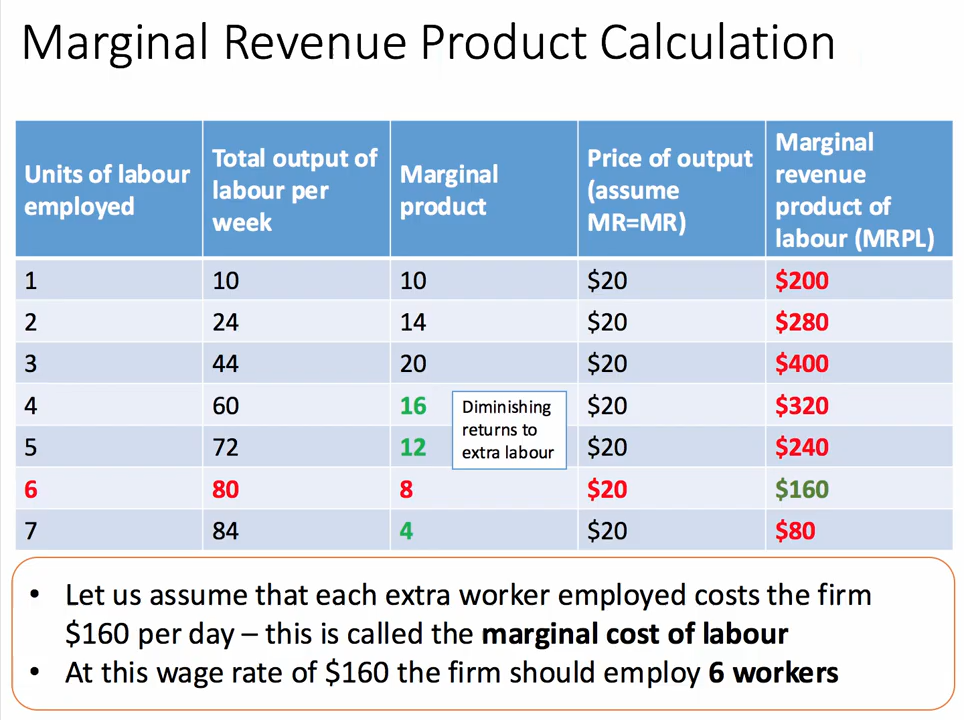 Marginal Revenue Product Calculation
Units of labour employed | Total output of labour per week | Marginal product | Price of output (assume MR=MR) | Marginal revenue product of labour (MRPL)
1 | 10 | 10 | $20 | $200
2 | 24 | 14 | $20 | $280
3 | 44 | 20 | $20 | $400
4 | 60 | 16 | $20 | $320
5 | 72 | 12 | $20 | $240
6 | 80 | 8 | $20 | $160
7 | 84 | 4 | $20 | $80
Diminishing
returns to
extra labour
• Let us assume that each extra worker employed costs the firm
$160 per day – this is called the marginal cost of labour
• At this wage rate of $160 the firm should employ 6 workers